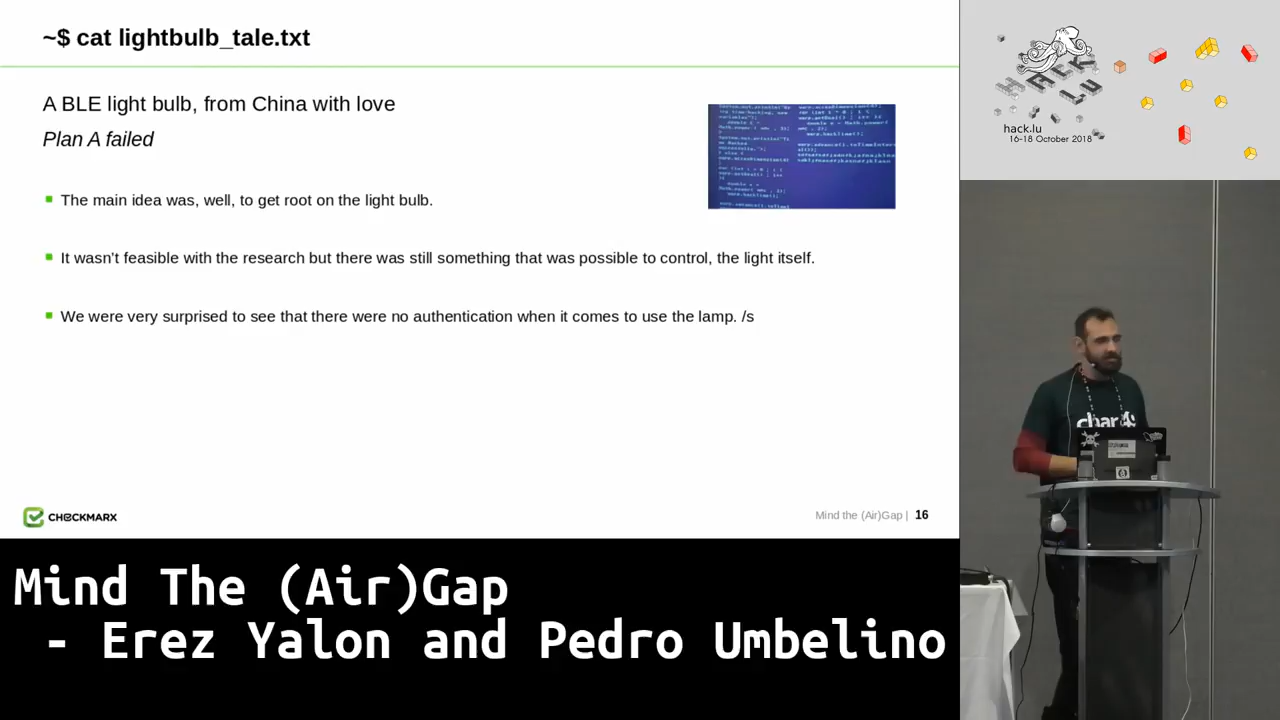 ~$ cat lightbulb_tale.txt
A BLE light bulb, from China with love
Plan A failed
The main idea was, well, to get root on the light bulb.
It wasn't feasible with the research but there was still something that was possible to control, the light itself.
We were very surprised to see that there were no authentication when it comes to use the lamp. /s
CHECKMARX
Mind the (Air)Gap | 16
HACK LU
hack.lu
16-18 October 2018
Mind The (Air)Gap
- Erez Yalon and Pedro Umbelino